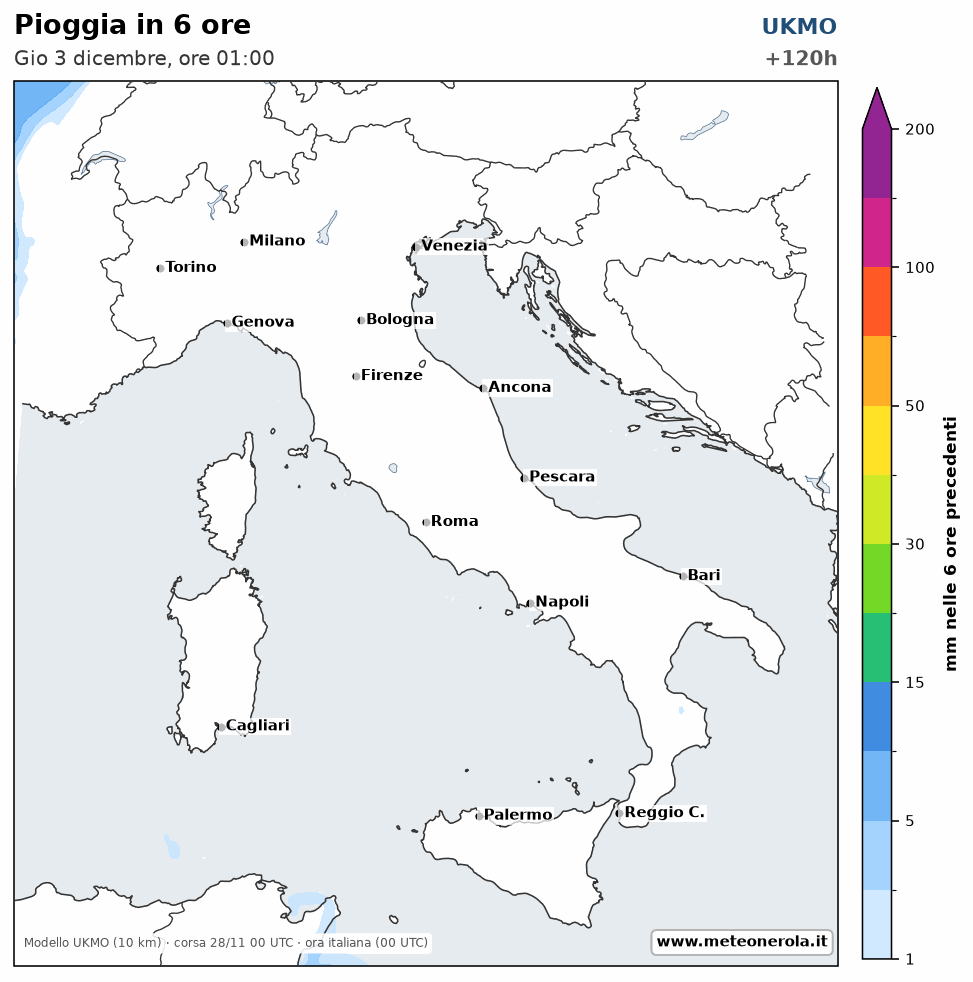 Pioggia in 6 ore
UKMO
Gio 3 dicembre, ore 01:00
+120h
200
100
50
30
15
5
1
mm nelle 6 ore precedenti
Milano
Venezia
Torino
Genova
Bologna
Firenze
Ancona
Pescara
Roma
Bari
Napoli
Cagliari
Palermo
Reggio C.
Modello UKMO (10 km) · corsa 28/11 00 UTC · ora italiana (00 UTC)
www.meteonerola.it